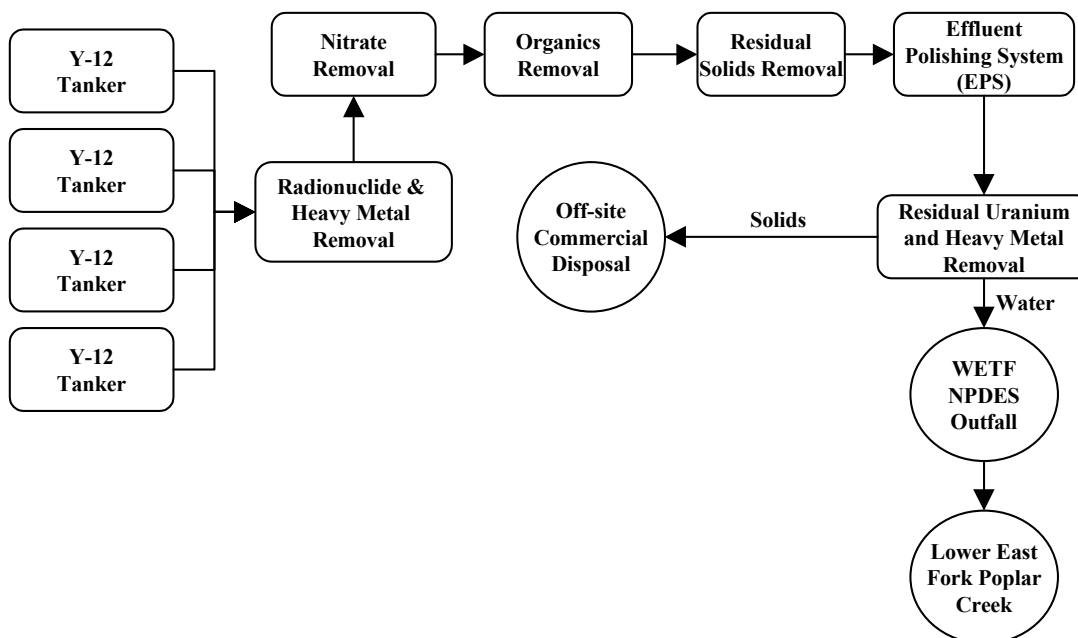 Y-12
Tanker
Y-12
Tanker
Y-12
Tanker
Y-12
Tanker
Radionuclide &
Heavy Metal
Removal
Nitrate
Removal
Organics
Removal
Residual
Solids Removal
Effluent
Polishing System
(EPS)
Residual Uranium
and Heavy Metal
Removal
Solids
Off-site
Commercial
Disposal
Water
WETF
NPDES
Outfall
Lower East
Fork Poplar
Creek